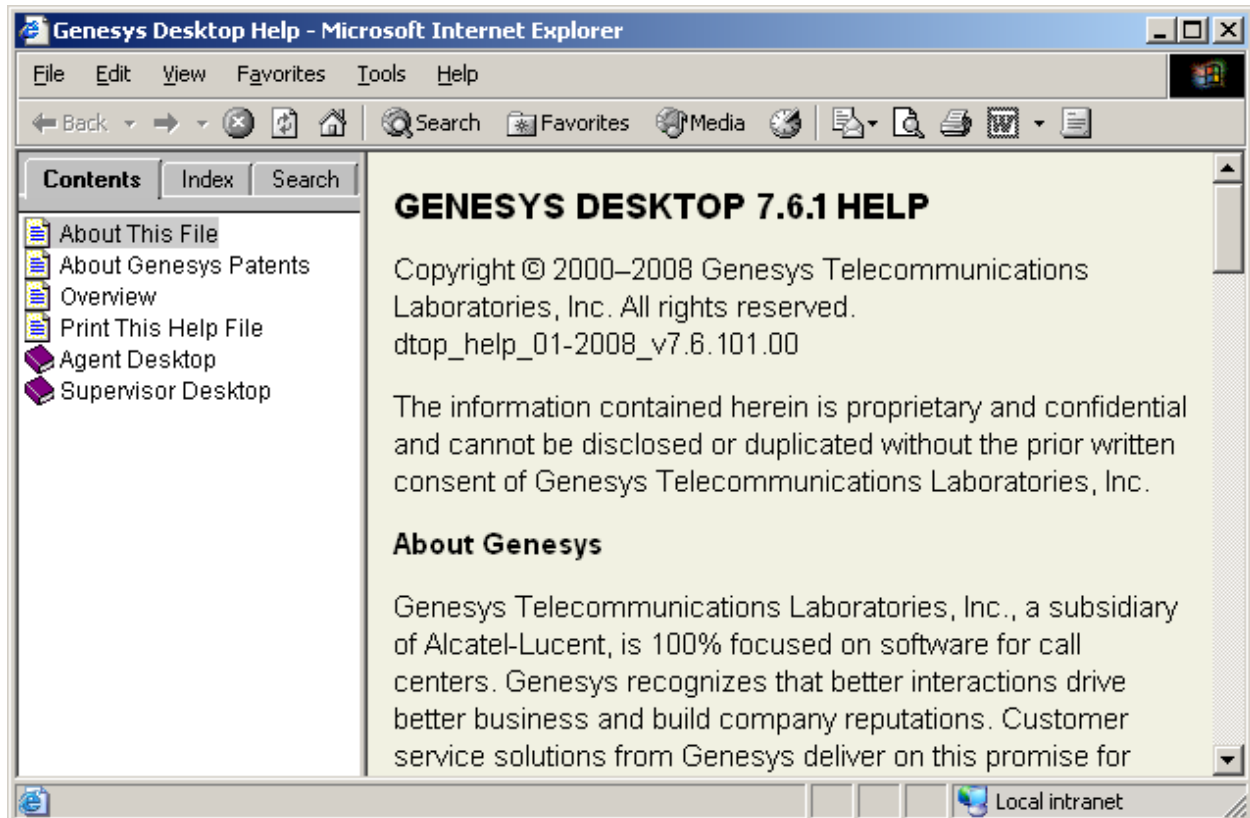 Genesys Desktop Help - Microsoft Internet Explorer
File Edit View Favorites Tools Help
Back Search Favorites Media
Contents Index Search
About This File
About Genesys Patents
Overview
Print This Help File
Agent Desktop
Supervisor Desktop
GENESYS DESKTOP 7.6.1 HELP
Copyright © 2000–2008 Genesys Telecommunications
Laboratories, Inc. All rights reserved.
dtop_help_01-2008_v7.6.101.00
The information contained herein is proprietary and confidential
and cannot be disclosed or duplicated without the prior written
consent of Genesys Telecommunications Laboratories, Inc.
About Genesys
Genesys Telecommunications Laboratories, Inc., a subsidiary
of Alcatel-Lucent, is 100% focused on software for call
centers. Genesys recognizes that better interactions drive
better business and build company reputations. Customer
service solutions from Genesys deliver on this promise for
Local intranet